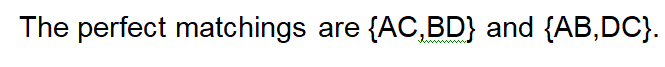 The perfect matchings are {AC,BD} and {AB,DC}.